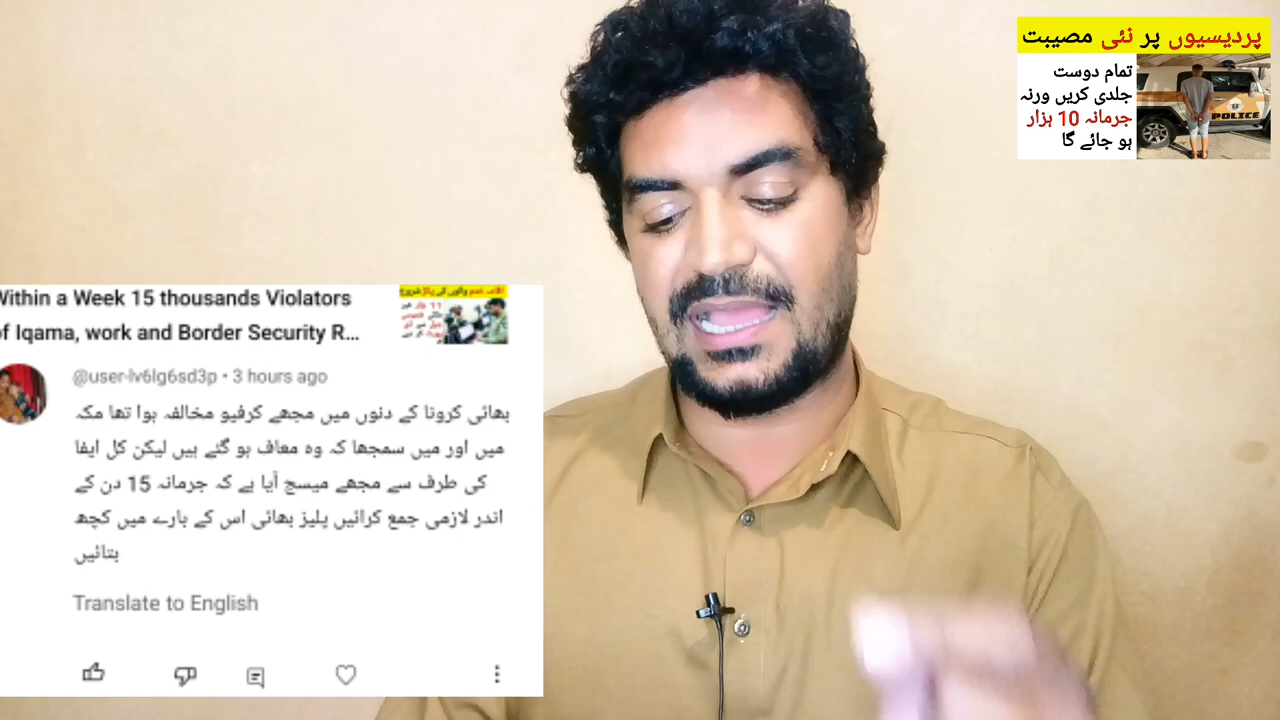 پردیسیوں پر نئی مصیبت
تمام دوست
جلدی کریں ورنہ
جرمانہ 10 ہزار
ہو جائے گا
POLICE
Within a Week 15 thousands Violators
of Iqama, work and Border Security R...
@user-lv6lg6sd3p • 3 hours ago
بھائی کرونا کے دنوں میں مجھے کرفیو مخالفہ ہوا تھا مکہ
میں اور میں سمجھا کہ وہ معاف ہو گئے ہیں لیکن کل ایفا
کی طرف سے مجھے میسج آیا ہے کہ جرمانہ 15 دن کے
اندر لازمی جمع کرائیں پلیز بھائی اس کے بارے میں کچھ
بتائیں
Translate to English